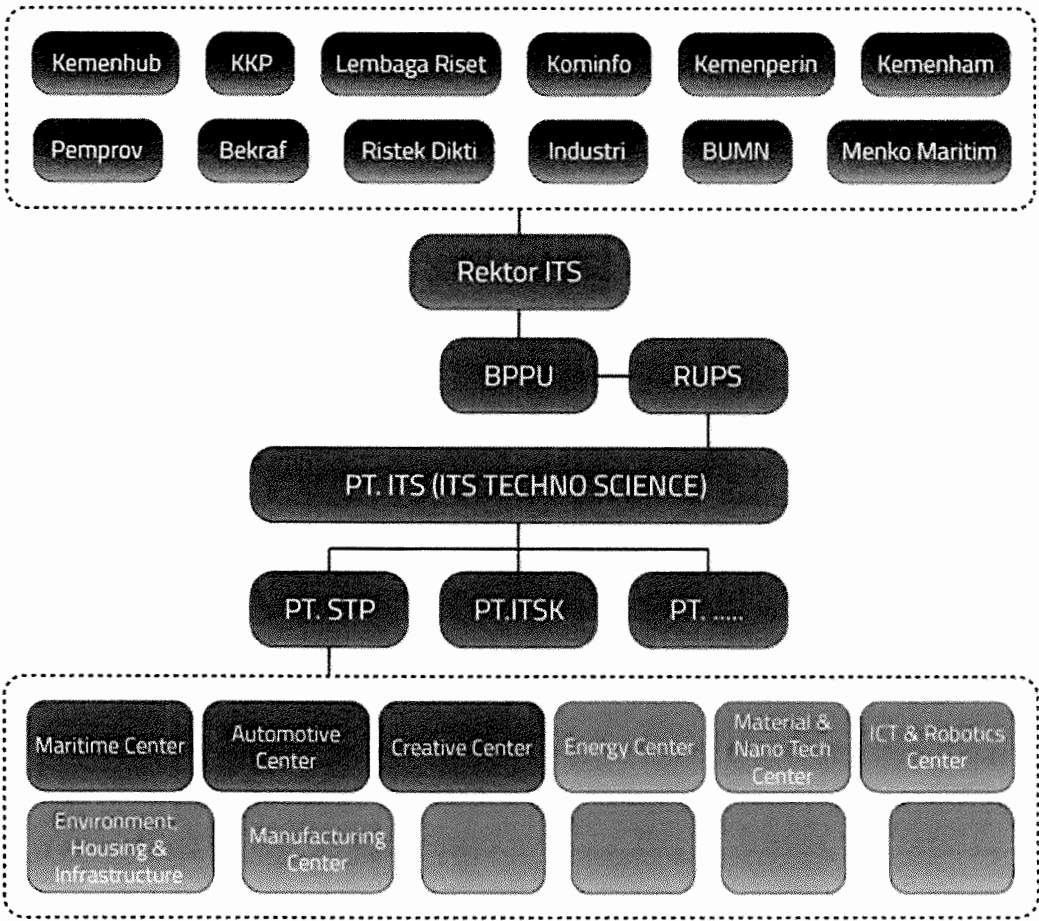 Kemenhub
KKP
Lembaga Riset
Kominfo
Kemenperin
Kemenham
Pemprov
Bekraf
Ristek Dikti
Industri
BUMN
Menko Maritim
Rektor ITS
BPPU
RUPS
PT. ITS (ITS TECHNO SCIENCE)
PT. STP
PT.ITSK
PT. .....
Maritime Center
Automotive
Center
Creative Center
Energy Center
Material &
Nano Tech
Center
ICT & Robotics
Center
Environment,
Housing &
Infrastructure
Manufacturing
Center